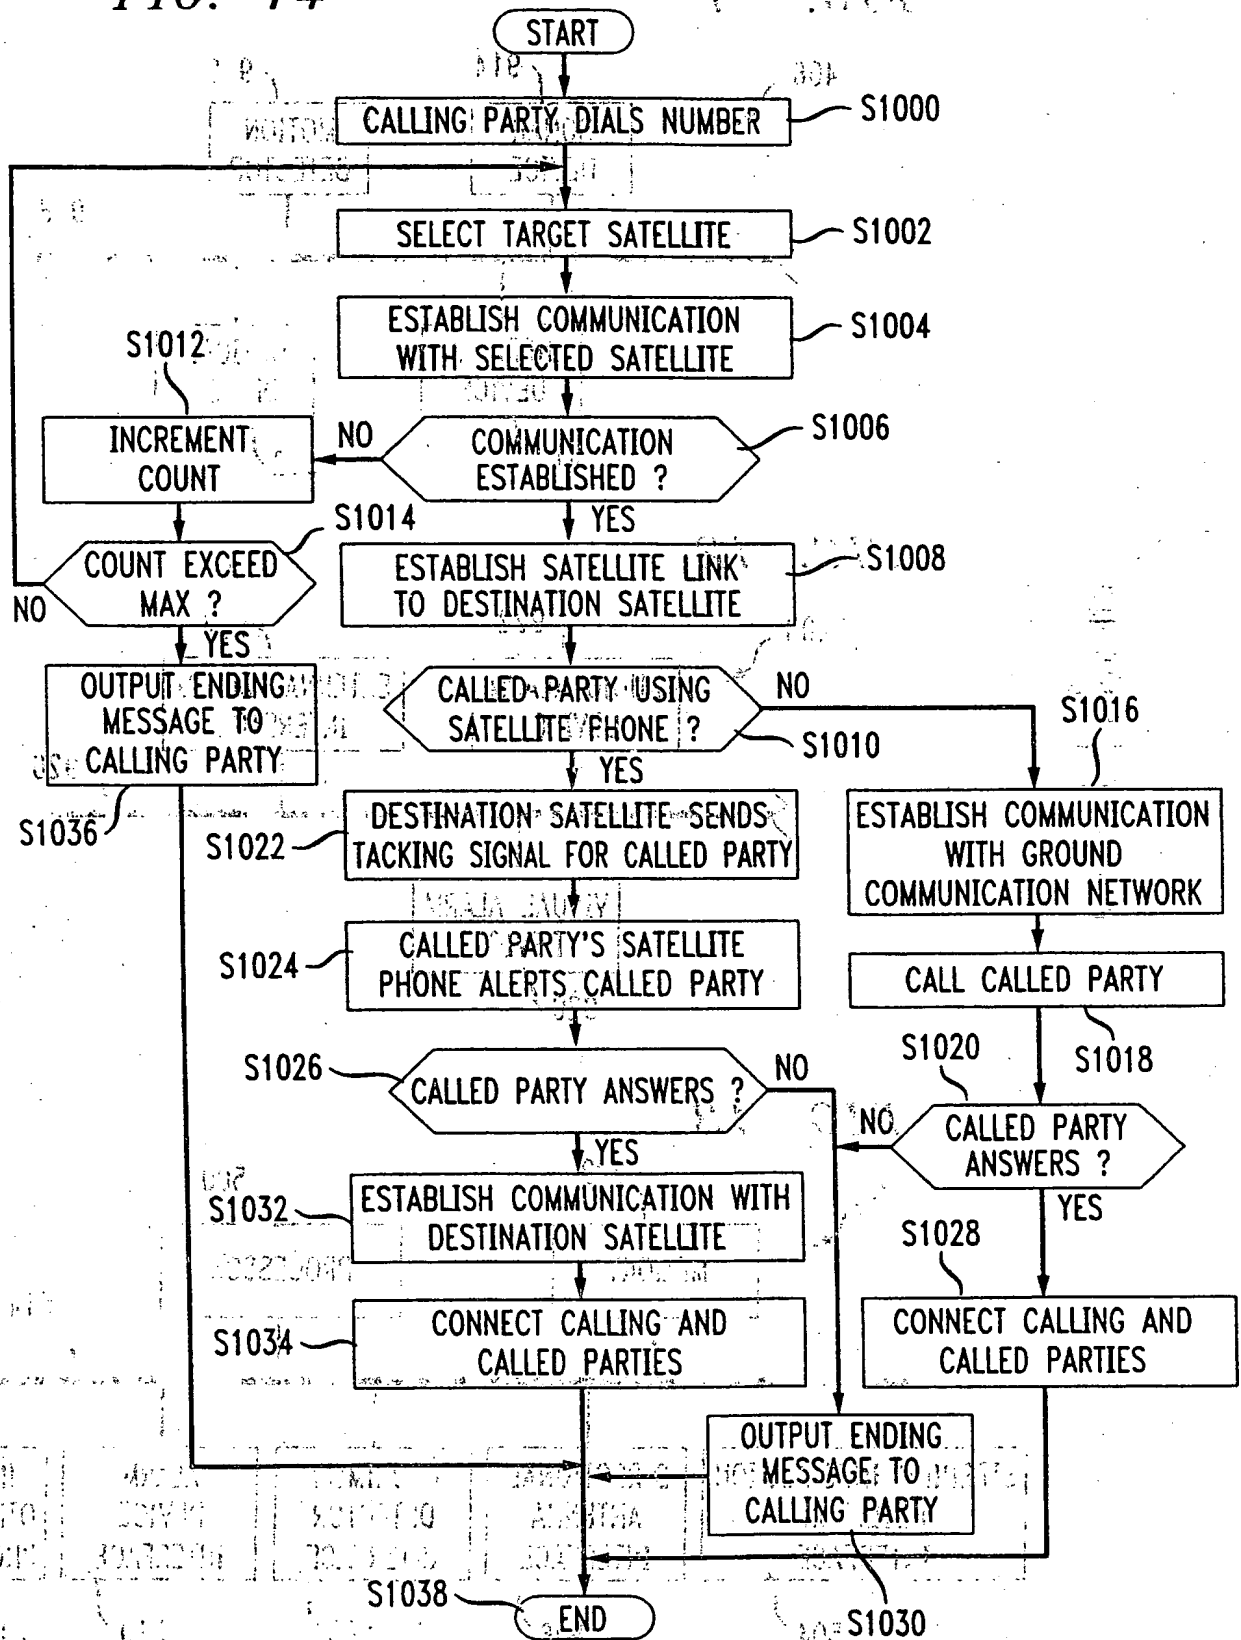 FIG. 14
START
CALLING PARTY DIALS NUMBER
S1000
SELECT TARGET SATELLITE
S1002
ESTABLISH COMMUNICATION
WITH SELECTED SATELLITE
S1004
S1012
INCREMENT
COUNT
NO
COMMUNICATION
ESTABLISHED ?
S1006
YES
S1014
COUNT EXCEED
MAX ?
NO
YES
ESTABLISH SATELLITE LINK
TO DESTINATION SATELLITE
S1008
OUTPUT ENDING
MESSAGE TO
CALLING PARTY
S1036
CALLED PARTY USING
SATELLITE PHONE ?
NO
S1010
YES
S1016
S1022
DESTINATION SATELLITE SENDS
TACKING SIGNAL FOR CALLED PARTY
ESTABLISH COMMUNICATION
WITH GROUND
COMMUNICATION NETWORK
S1024
CALLED PARTY'S SATELLITE
PHONE ALERTS CALLED PARTY
CALL CALLED PARTY
S1018
S1026
CALLED PARTY ANSWERS ?
NO
YES
S1020
NO
CALLED PARTY
ANSWERS ?
YES
S1032
ESTABLISH COMMUNICATION WITH
DESTINATION SATELLITE
S1028
S1034
CONNECT CALLING AND
CALLED PARTIES
CONNECT CALLING AND
CALLED PARTIES
OUTPUT ENDING
MESSAGE TO
CALLING PARTY
S1030
S1038
END